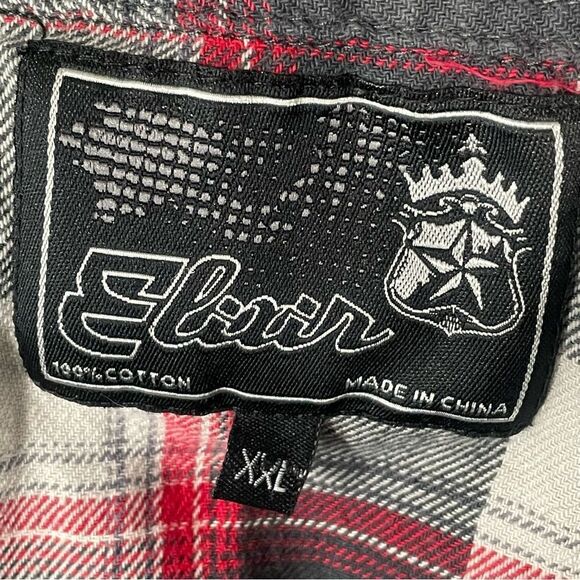 Elixir
100% COTTON
MADE IN CHINA
XXL